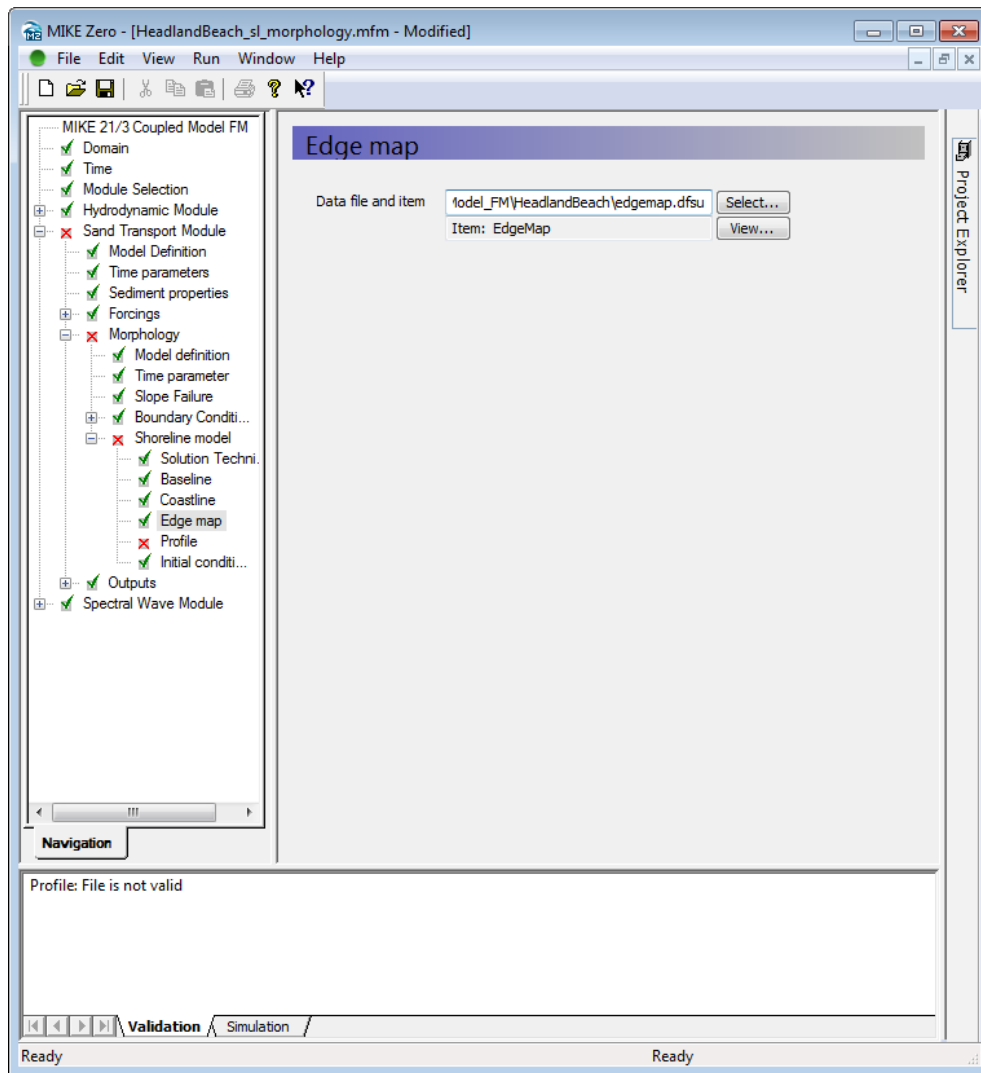 MIKE Zero - [HeadlandBeach_sl_morphology.mfm - Modified]
File Edit View Run Window Help
MIKE 21/3 Coupled Model FM
Domain
Time
Module Selection
Hydrodynamic Module
Sand Transport Module
Model Definition
Time parameters
Sediment properties
Forcings
Morphology
Model definition
Time parameter
Slope Failure
Boundary Conditi...
Shoreline model
Solution Techni.
Baseline
Coastline
Edge map
Profile
Initial conditi...
Outputs
Spectral Wave Module
Navigation
Edge map
Data file and item
1odel_FM\HeadlandBeach\edgemap.dfsu
Select...
Item: EdgeMap
View...
Project Explorer
Profile: File is not valid
Validation
Simulation
Ready
Ready